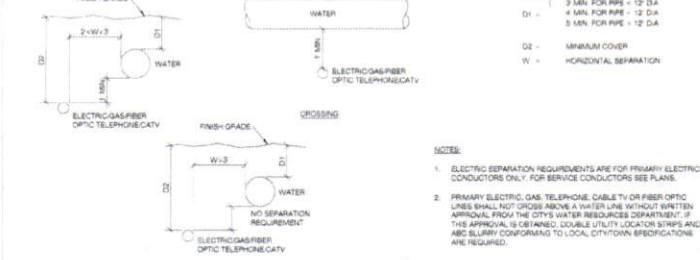 WATER
D1 -
3' MIN. FOR PIPE < 12" DIA
4' MIN. FOR PIPE - 12" DIA
5' MIN. FOR PIPE > 12" DIA
D2 - MINIMUM COVER
W - HORIZONTAL SEPARATION
2'<W<3'
D1
D2
WATER
1' MIN.
ELECTRIC/GAS/FIBER
OPTIC TELEPHONE/CATV
1' MIN.
ELECTRIC/GAS/FIBER
OPTIC TELEPHONE/CATV
CROSSING
FINISH GRADE
W>3'
D1
D2
WATER
NO SEPARATION
REQUIREMENT
ELECTRIC/GAS/FIBER
OPTIC TELEPHONE/CATV
NOTES:
1. ELECTRIC SEPARATION REQUIREMENTS ARE FOR PRIMARY ELECTRIC
CONDUCTORS ONLY. FOR SERVICE CONDUCTORS SEE PLANS.
2. PRIMARY ELECTRIC, GAS, TELEPHONE, CABLE TV OR FIBER OPTIC
LINES SHALL NOT CROSS ABOVE A WATER LINE WITHOUT WRITTEN
APPROVAL FROM THE CITY'S WATER RESOURCES DEPARTMENT. IF
THIS APPROVAL IS OBTAINED, DOUBLE UTILITY LOCATOR STRIPS AND
ABC SLURRY CONFORMING TO LOCAL CITY/TOWN SPECIFICATIONS
ARE REQUIRED.